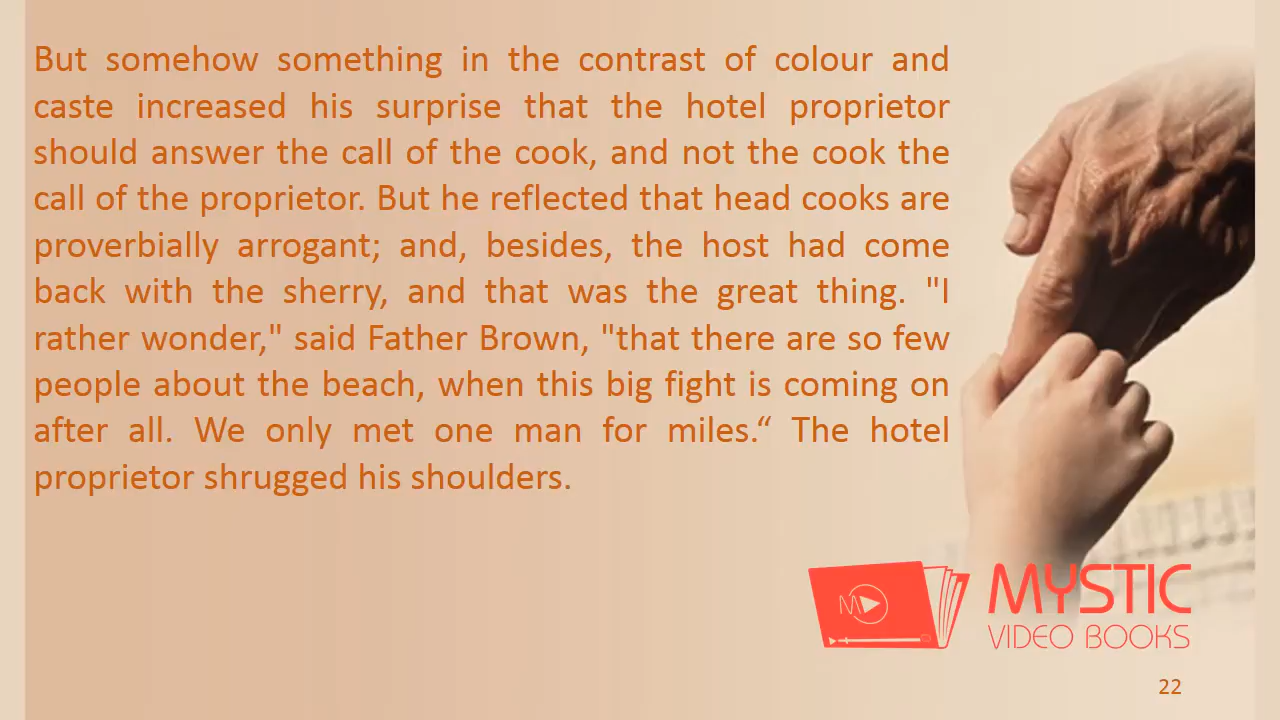 But somehow something in the contrast of colour and
caste increased his surprise that the hotel proprietor
should answer the call of the cook, and not the cook the
call of the proprietor. But he reflected that head cooks are
proverbially arrogant; and, besides, the host had come
back with the sherry, and that was the great thing. "I
rather wonder," said Father Brown, "that there are so few
people about the beach, when this big fight is coming on
after all. We only met one man for miles.“ The hotel
proprietor shrugged his shoulders.
M
MYSTIC
VIDEO BOOKS
22